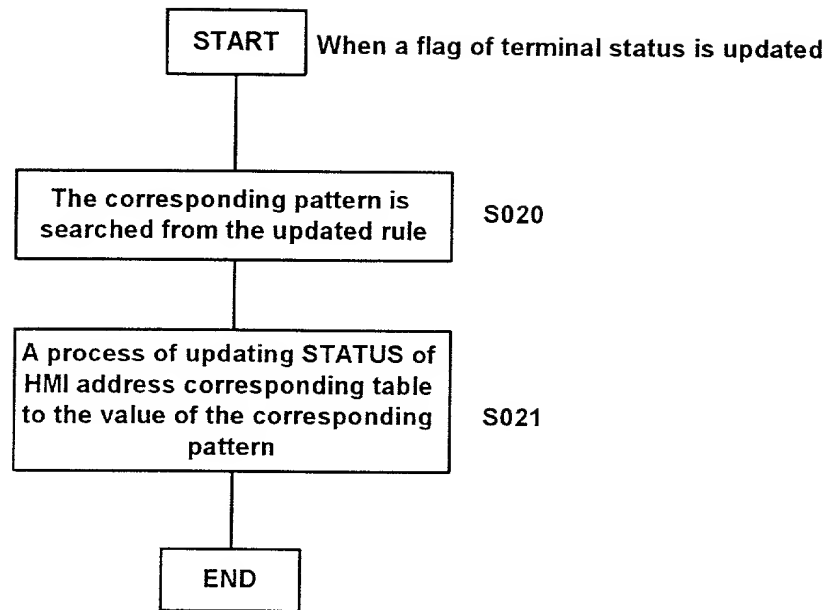 START
When a flag of terminal status is updated
The corresponding pattern is
searched from the updated rule
S020
A process of updating STATUS of
HMI address corresponding table
to the value of the corresponding
pattern
S021
END